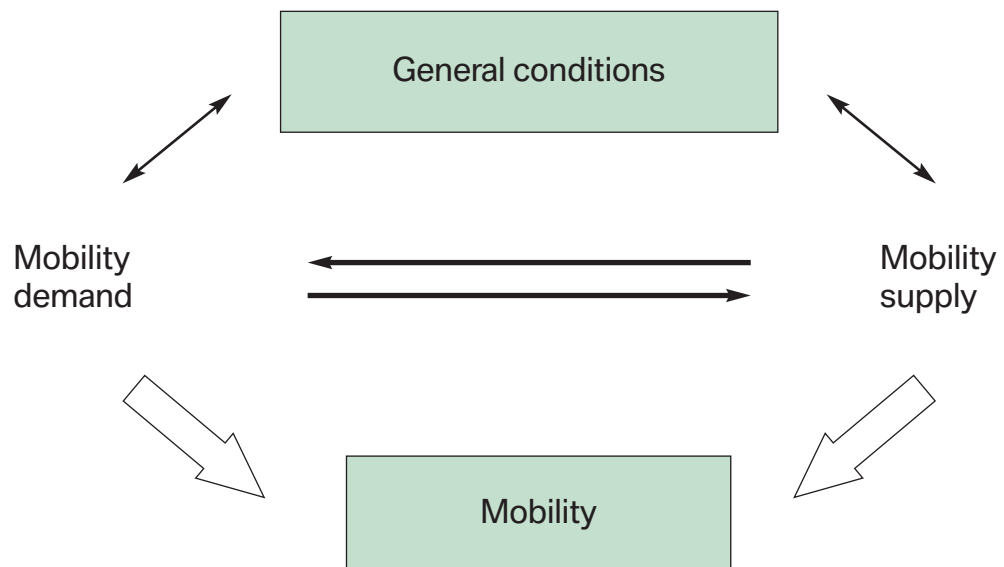 General conditions
Mobility
demand
Mobility
supply
Mobility